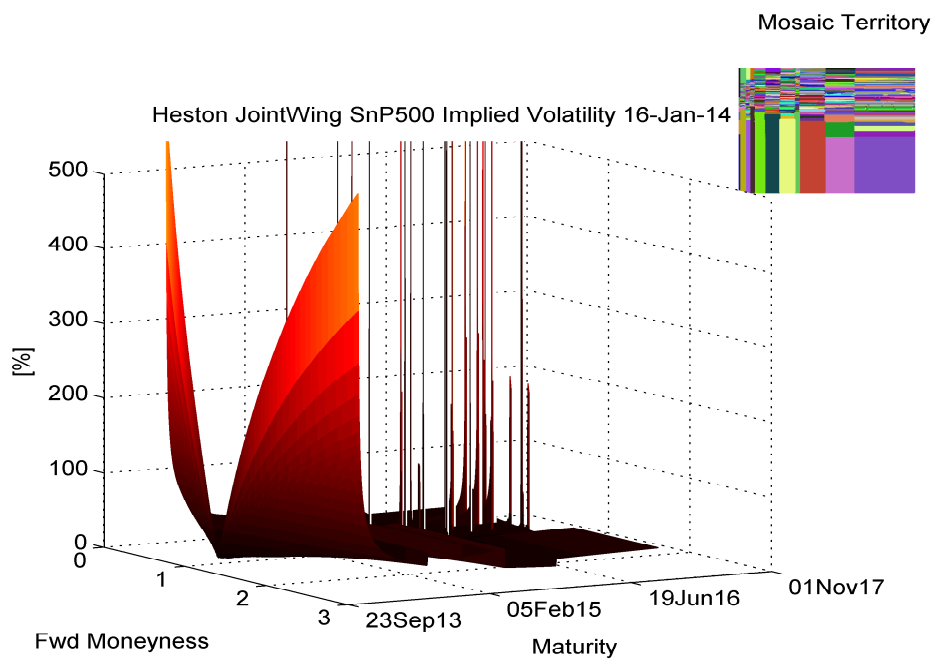 Mosaic Territory
Heston JointWing SnP500 Implied Volatility 16-Jan-14
500
400
300
200
100
0
[%]
0
1
2
3
Fwd Moneyness
23Sep13
05Feb15
19Jun16
01Nov17
Maturity